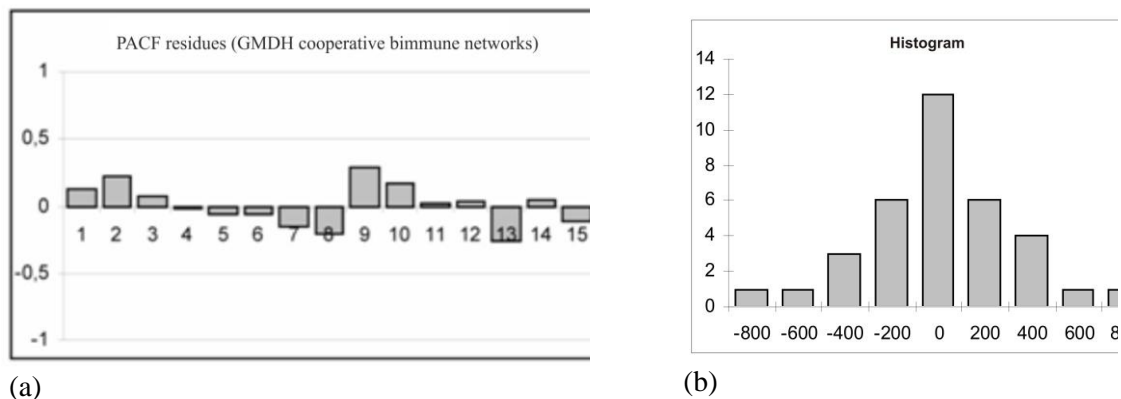 PACF residues (GMDH cooperative bimmune networks)
1
0,5
0
1 2 3 4 5 6 7 8 9 10 11 12 13 14 15
-0,5
-1
(a)
Histogram
14
12
10
8
6
4
2
0
-800 -600 -400 -200 0 200 400 600 8
(b)